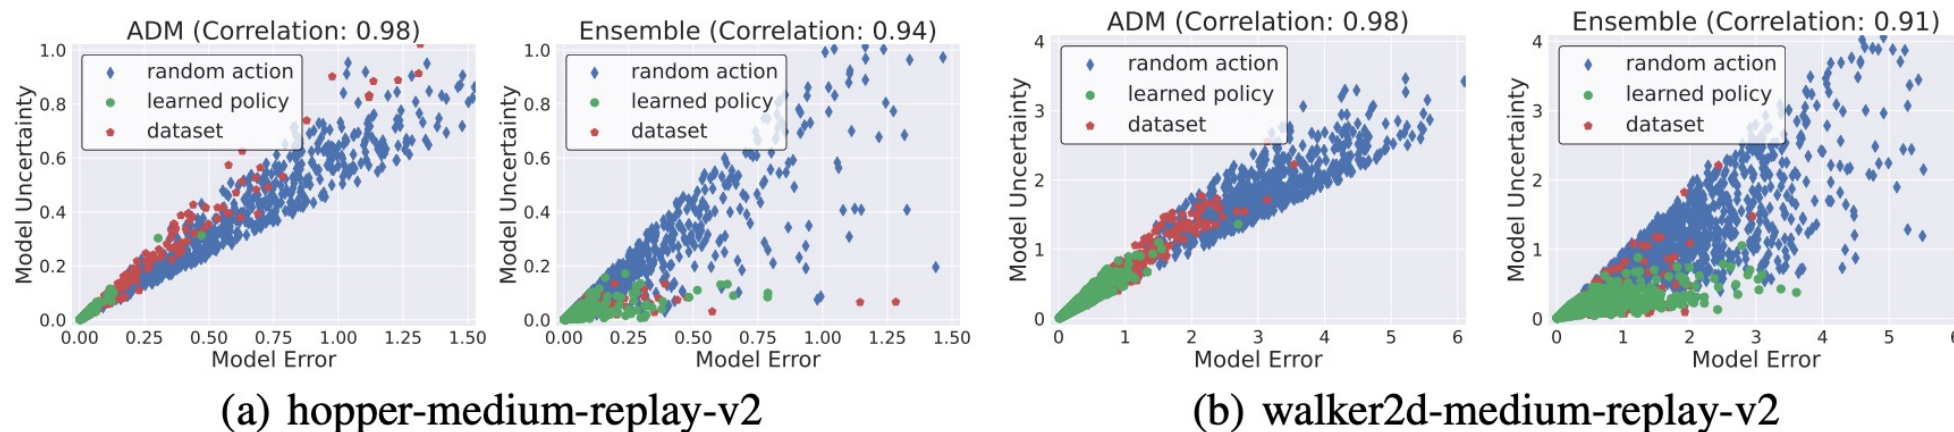 ADM (Correlation: 0.98)
1.0
0.8
0.6
0.4
0.2
0.0
Model Uncertainty
random action
learned policy
dataset
0.00 0.25 0.50 0.75 1.00 1.25 1.50
Model Error
Ensemble (Correlation: 0.94)
1.0
0.8
0.6
0.4
0.2
0.0
Model Uncertainty
random action
learned policy
dataset
0.00 0.25 0.50 0.75 1.00 1.25 1.50
Model Error
(a) hopper-medium-replay-v2
ADM (Correlation: 0.98)
4
3
2
1
0
Model Uncertainty
random action
learned policy
dataset
0 1 2 3 4 5 6
Model Error
Ensemble (Correlation: 0.91)
4
3
2
1
0
Model Uncertainty
random action
learned policy
dataset
0 1 2 3 4 5 6
Model Error
(b) walker2d-medium-replay-v2